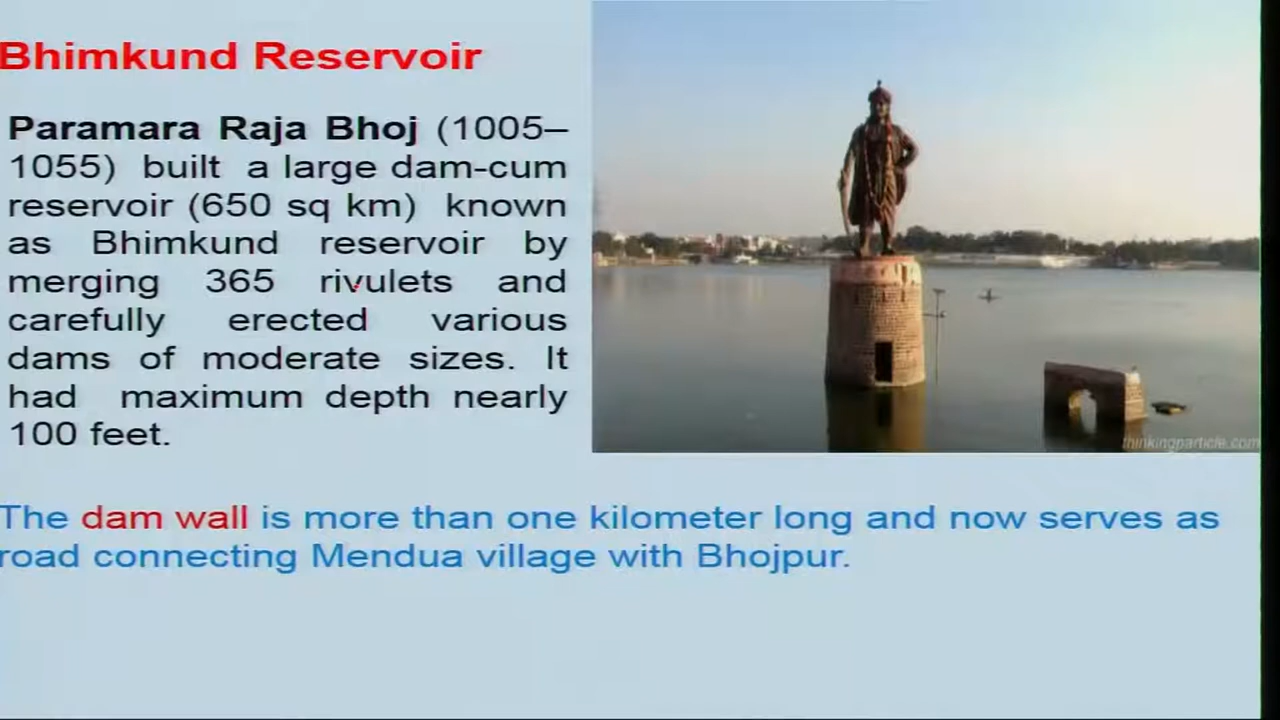 Bhimkund Reservoir
Paramara Raja Bhoj (1005–
1055) built a large dam-cum
reservoir (650 sq km) known
as Bhimkund reservoir by
merging 365 rivulets and
carefully erected various
dams of moderate sizes. It
had maximum depth nearly
100 feet.
thinkingparticle.com
The dam wall is more than one kilometer long and now serves as
road connecting Mendua village with Bhojpur.